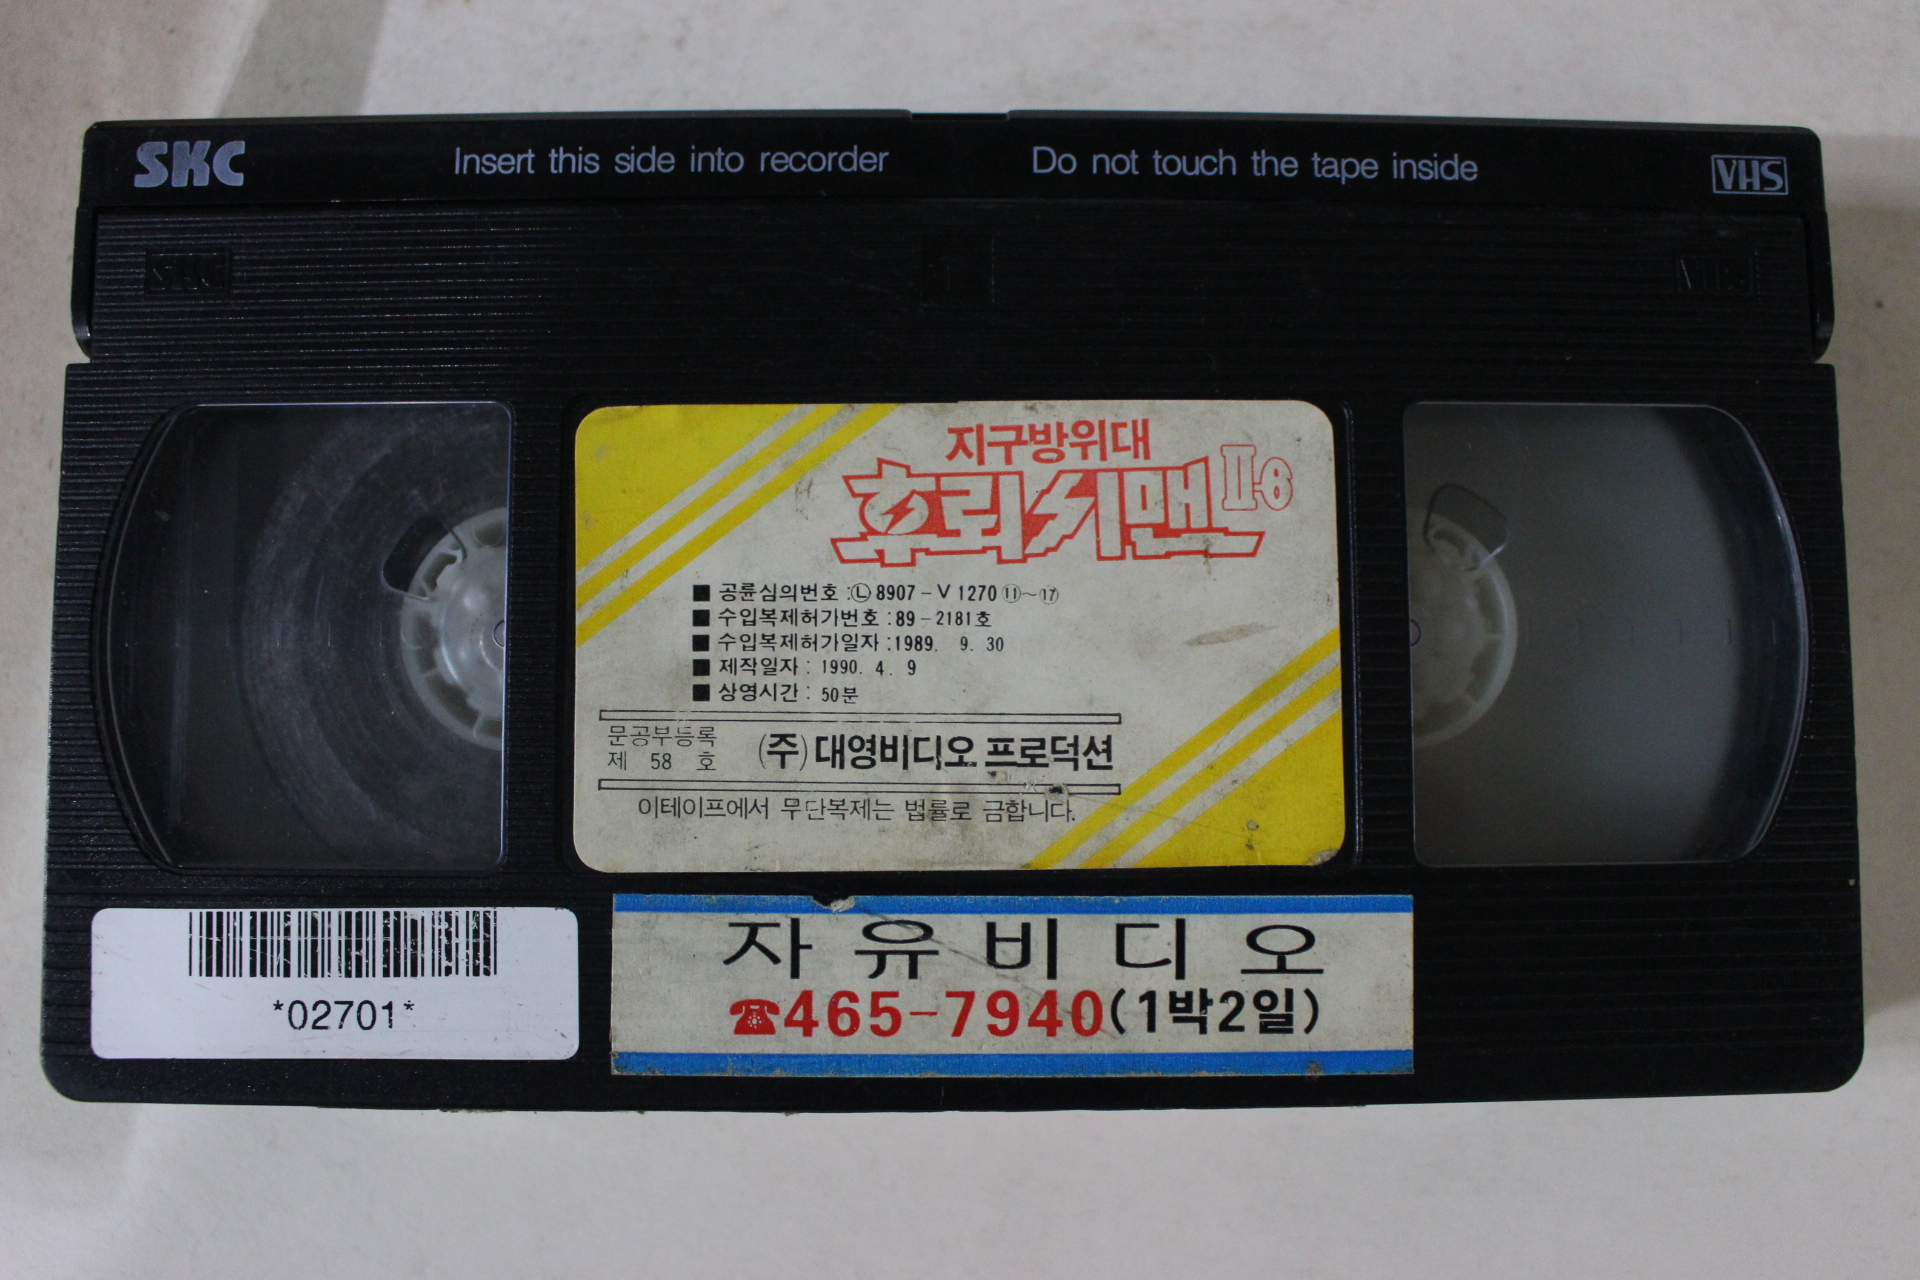 SKC Insert this side into recorder Do not touch the tape inside VHS
SKC
VHS
지구방위대
후뢰시맨 II-6
■ 공륜심의번호 :Ⓛ 8907-V 1270 ⑪~⑰
■ 수입복제허가번호 : 89-2181호
■ 수입복제허가일자 :1989. 9. 30
■ 제작일자 : 1990. 4. 9
■ 상영시간 : 50분
문공부등록
제 58 호
(주) 대영비디오 프로덕션
이테이프에서 무단복제는 법률로 금합니다.
자유비디오
☎465-7940(1박2일)
*02701*